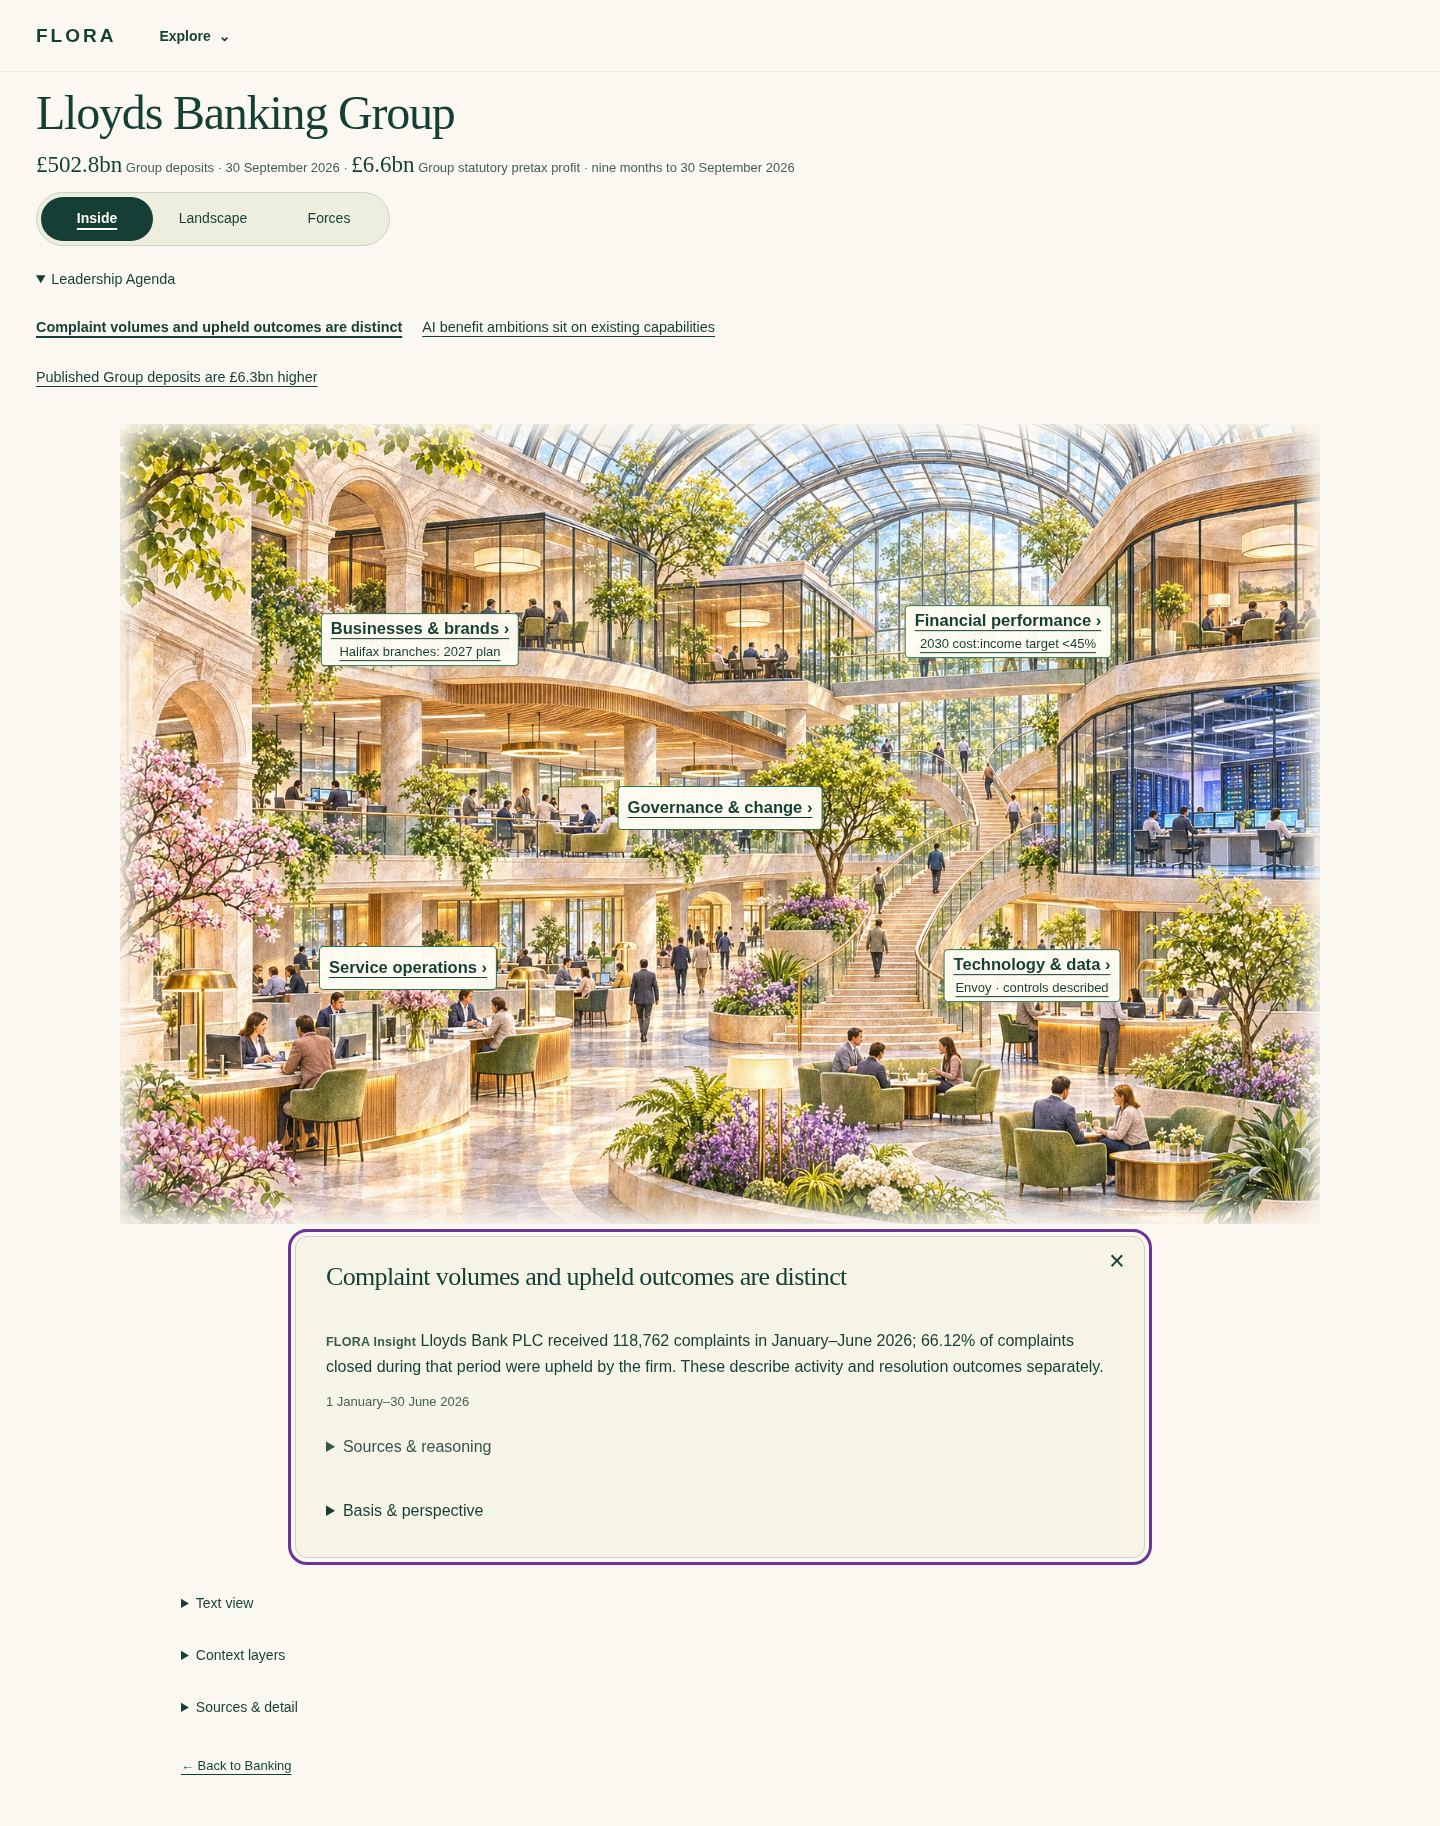 FLORA
Explore ⌄
Lloyds Banking Group
£502.8bn Group deposits · 30 September 2026 · £6.6bn Group statutory pretax profit · nine months to 30 September 2026
Inside Landscape Forces
▼ Leadership Agenda
Complaint volumes and upheld outcomes are distinct AI benefit ambitions sit on existing capabilities
Published Group deposits are £6.3bn higher
Businesses & brands ›
Halifax branches: 2027 plan
Financial performance ›
2030 cost:income target <45%
Governance & change ›
Service operations ›
Technology & data ›
Envoy · controls described
×
Complaint volumes and upheld outcomes are distinct
FLORA Insight Lloyds Bank PLC received 118,762 complaints in January–June 2026; 66.12% of complaints
closed during that period were upheld by the firm. These describe activity and resolution outcomes separately.
1 January–30 June 2026
▶ Sources & reasoning
▶ Basis & perspective
▶ Text view
▶ Context layers
▶ Sources & detail
← Back to Banking